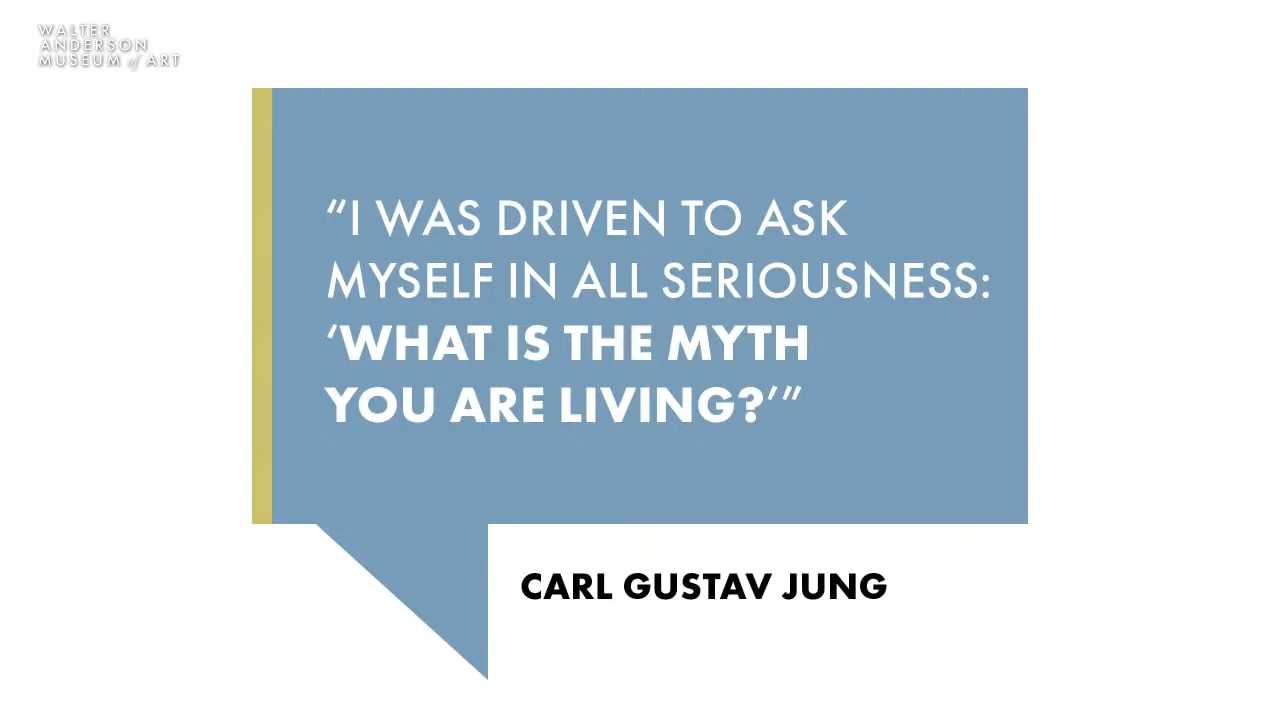 WALTER
ANDERSON
MUSEUM of ART
“I WAS DRIVEN TO ASK
MYSELF IN ALL SERIOUSNESS:
‘WHAT IS THE MYTH
YOU ARE LIVING?’”
CARL GUSTAV JUNG